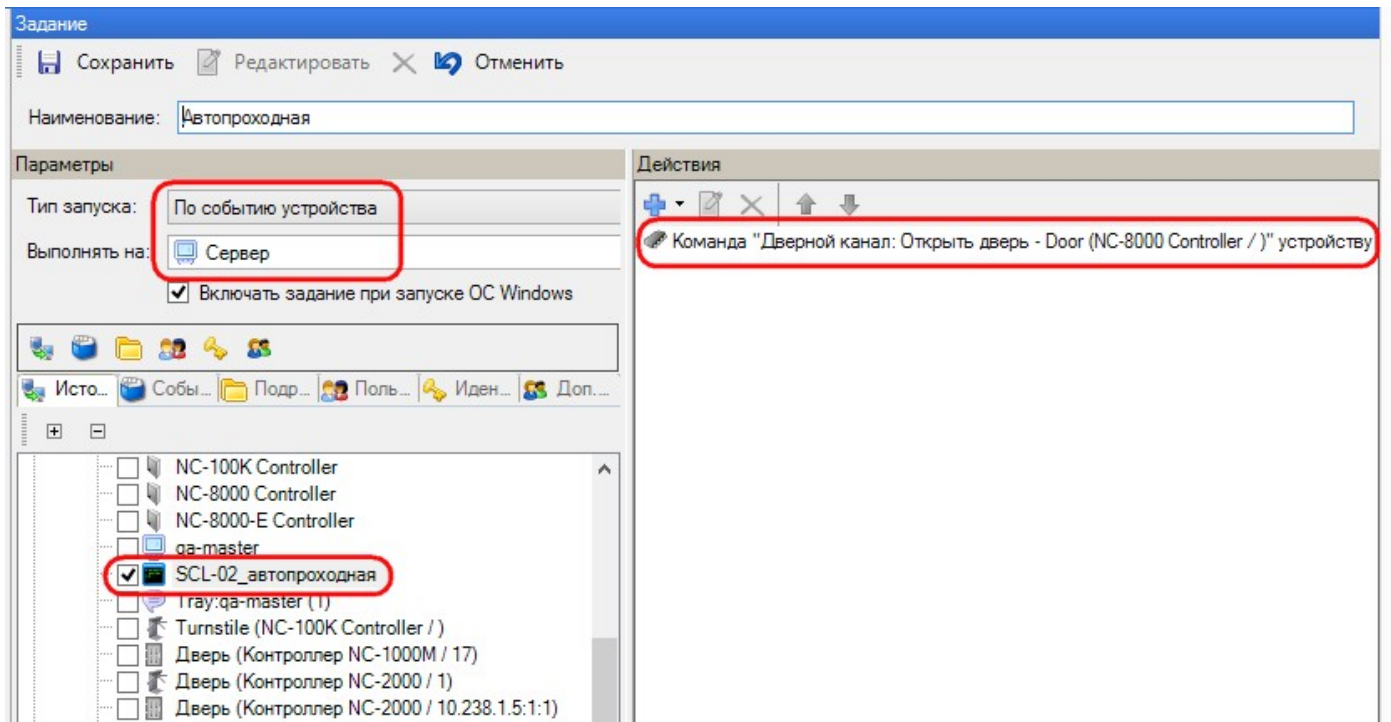 Задание
Сохранить Редактировать Отменить
Наименование: Автопроходная
Параметры
Тип запуска: По событию устройства
Выполнять на: Сервер
Включать задание при запуске ОС Windows
Исто... Собы... Подр... Поль... Иден... Доп....
NC-100K Controller
NC-8000 Controller
NC-8000-E Controller
qa-master
SCL-02_автопроходная
Tray:qa-master (1)
Turnstile (NC-100K Controller / )
Дверь (Контроллер NC-1000M / 17)
Дверь (Контроллер NC-2000 / 1)
Дверь (Контроллер NC-2000 / 10.238.1.5:1:1)
Действия
Команда "Дверной канал: Открыть дверь - Door (NC-8000 Controller / )" устройству